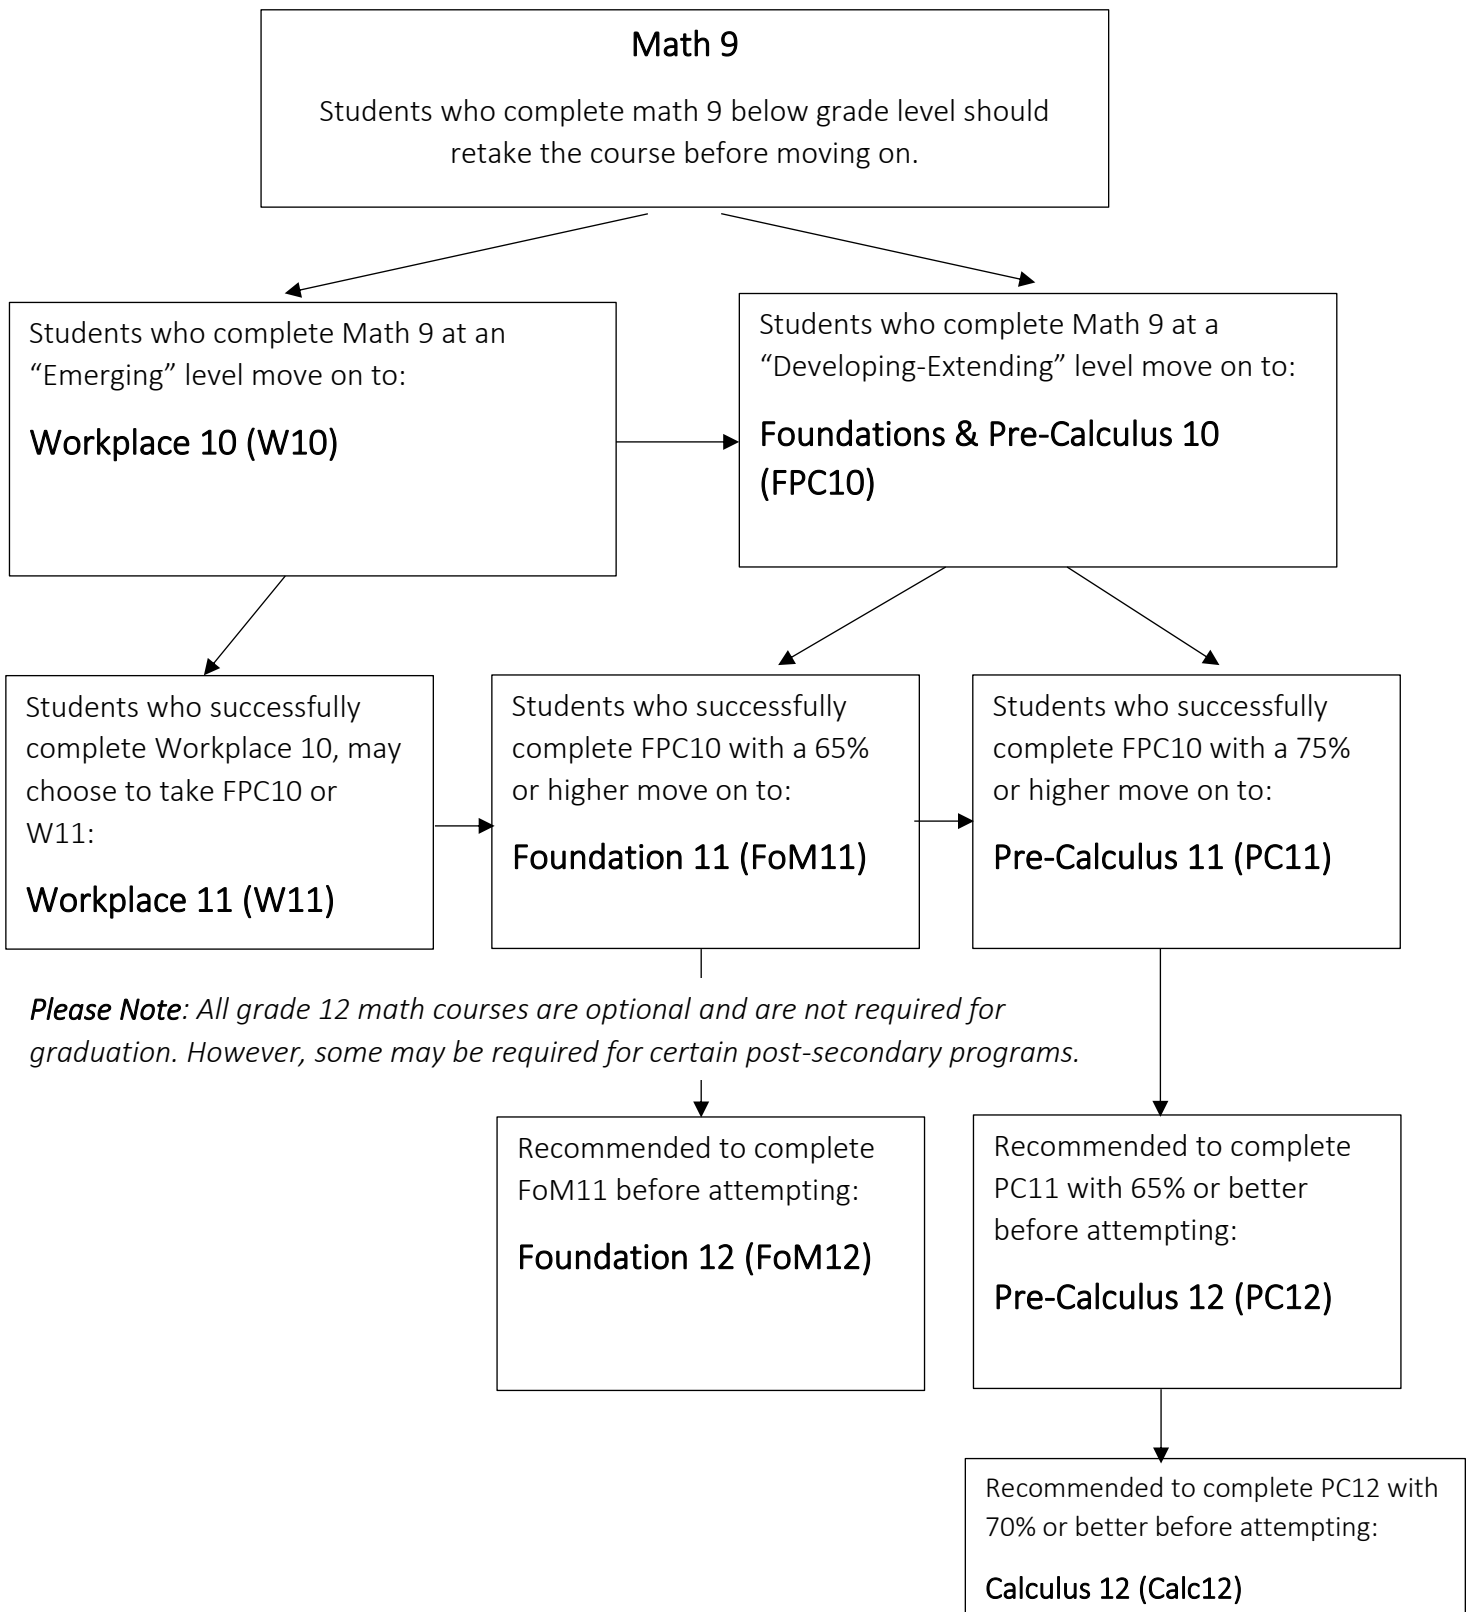 Math 9
Students who complete math 9 below grade level should
retake the course before moving on.
Students who complete Math 9 at an
“Emerging” level move on to:
Workplace 10 (W10)
Students who complete Math 9 at a
“Developing-Extending” level move on to:
Foundations & Pre-Calculus 10
(FPC10)
Students who successfully
complete Workplace 10, may
choose to take FPC10 or
W11:
Workplace 11 (W11)
Students who successfully
complete FPC10 with a 65%
or higher move on to:
Foundation 11 (FoM11)
Students who successfully
complete FPC10 with a 75%
or higher move on to:
Pre-Calculus 11 (PC11)
Please Note: All grade 12 math courses are optional and are not required for
graduation. However, some may be required for certain post-secondary programs.
Recommended to complete
FoM11 before attempting:
Foundation 12 (FoM12)
Recommended to complete
PC11 with 65% or better
before attempting:
Pre-Calculus 12 (PC12)
Recommended to complete PC12 with
70% or better before attempting:
Calculus 12 (Calc12)